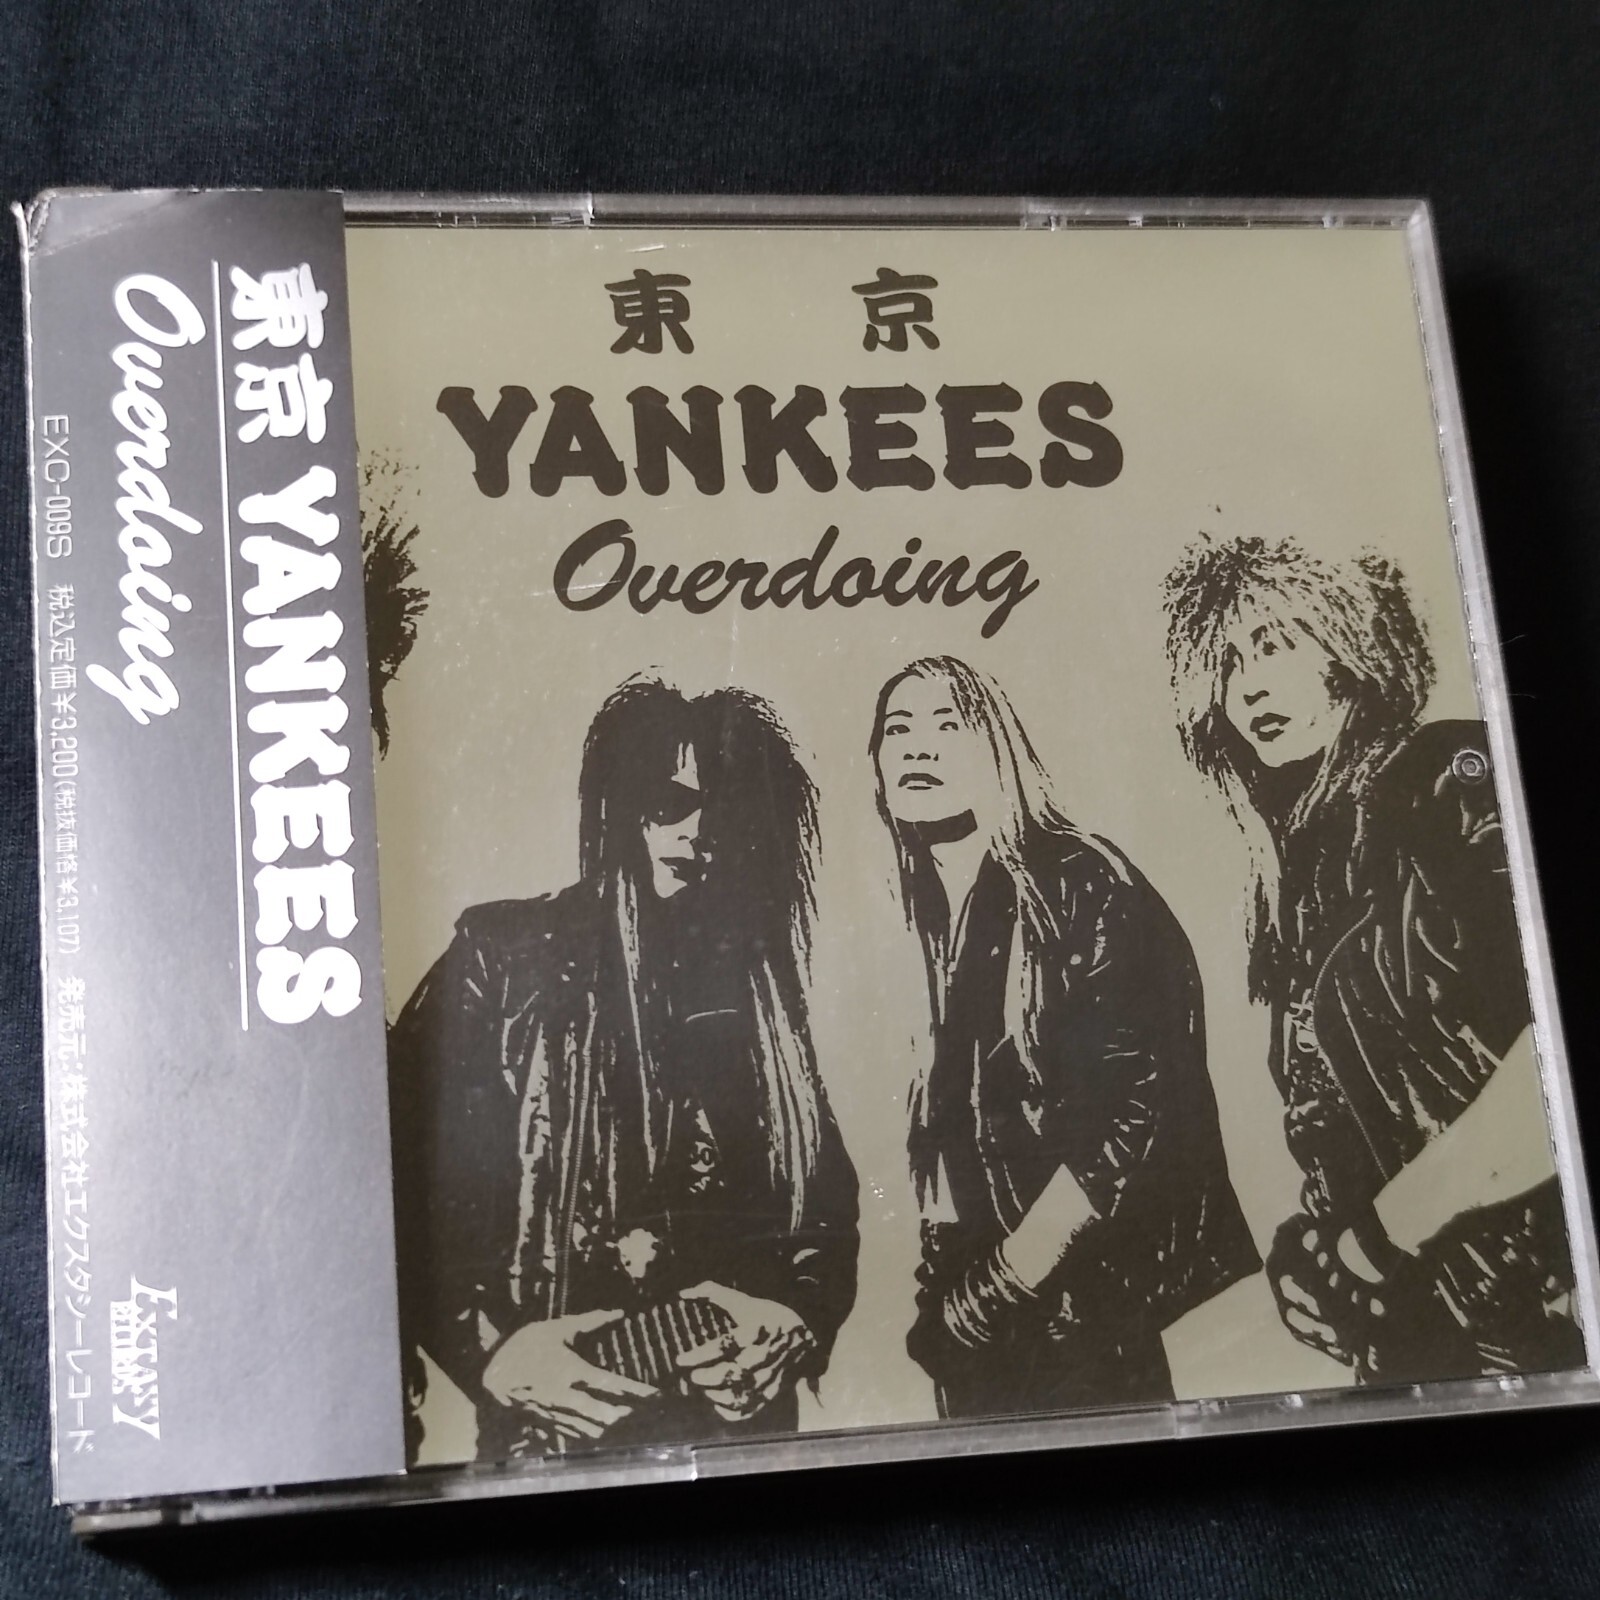 東京 YANKEES
Overdoing
EXC-009S 税込定価¥3,200(税抜価格¥3,107) 発売元:株式会社エクスタシーレコード
EXTASY
RECORDS
東 京
YANKEES
Overdoing